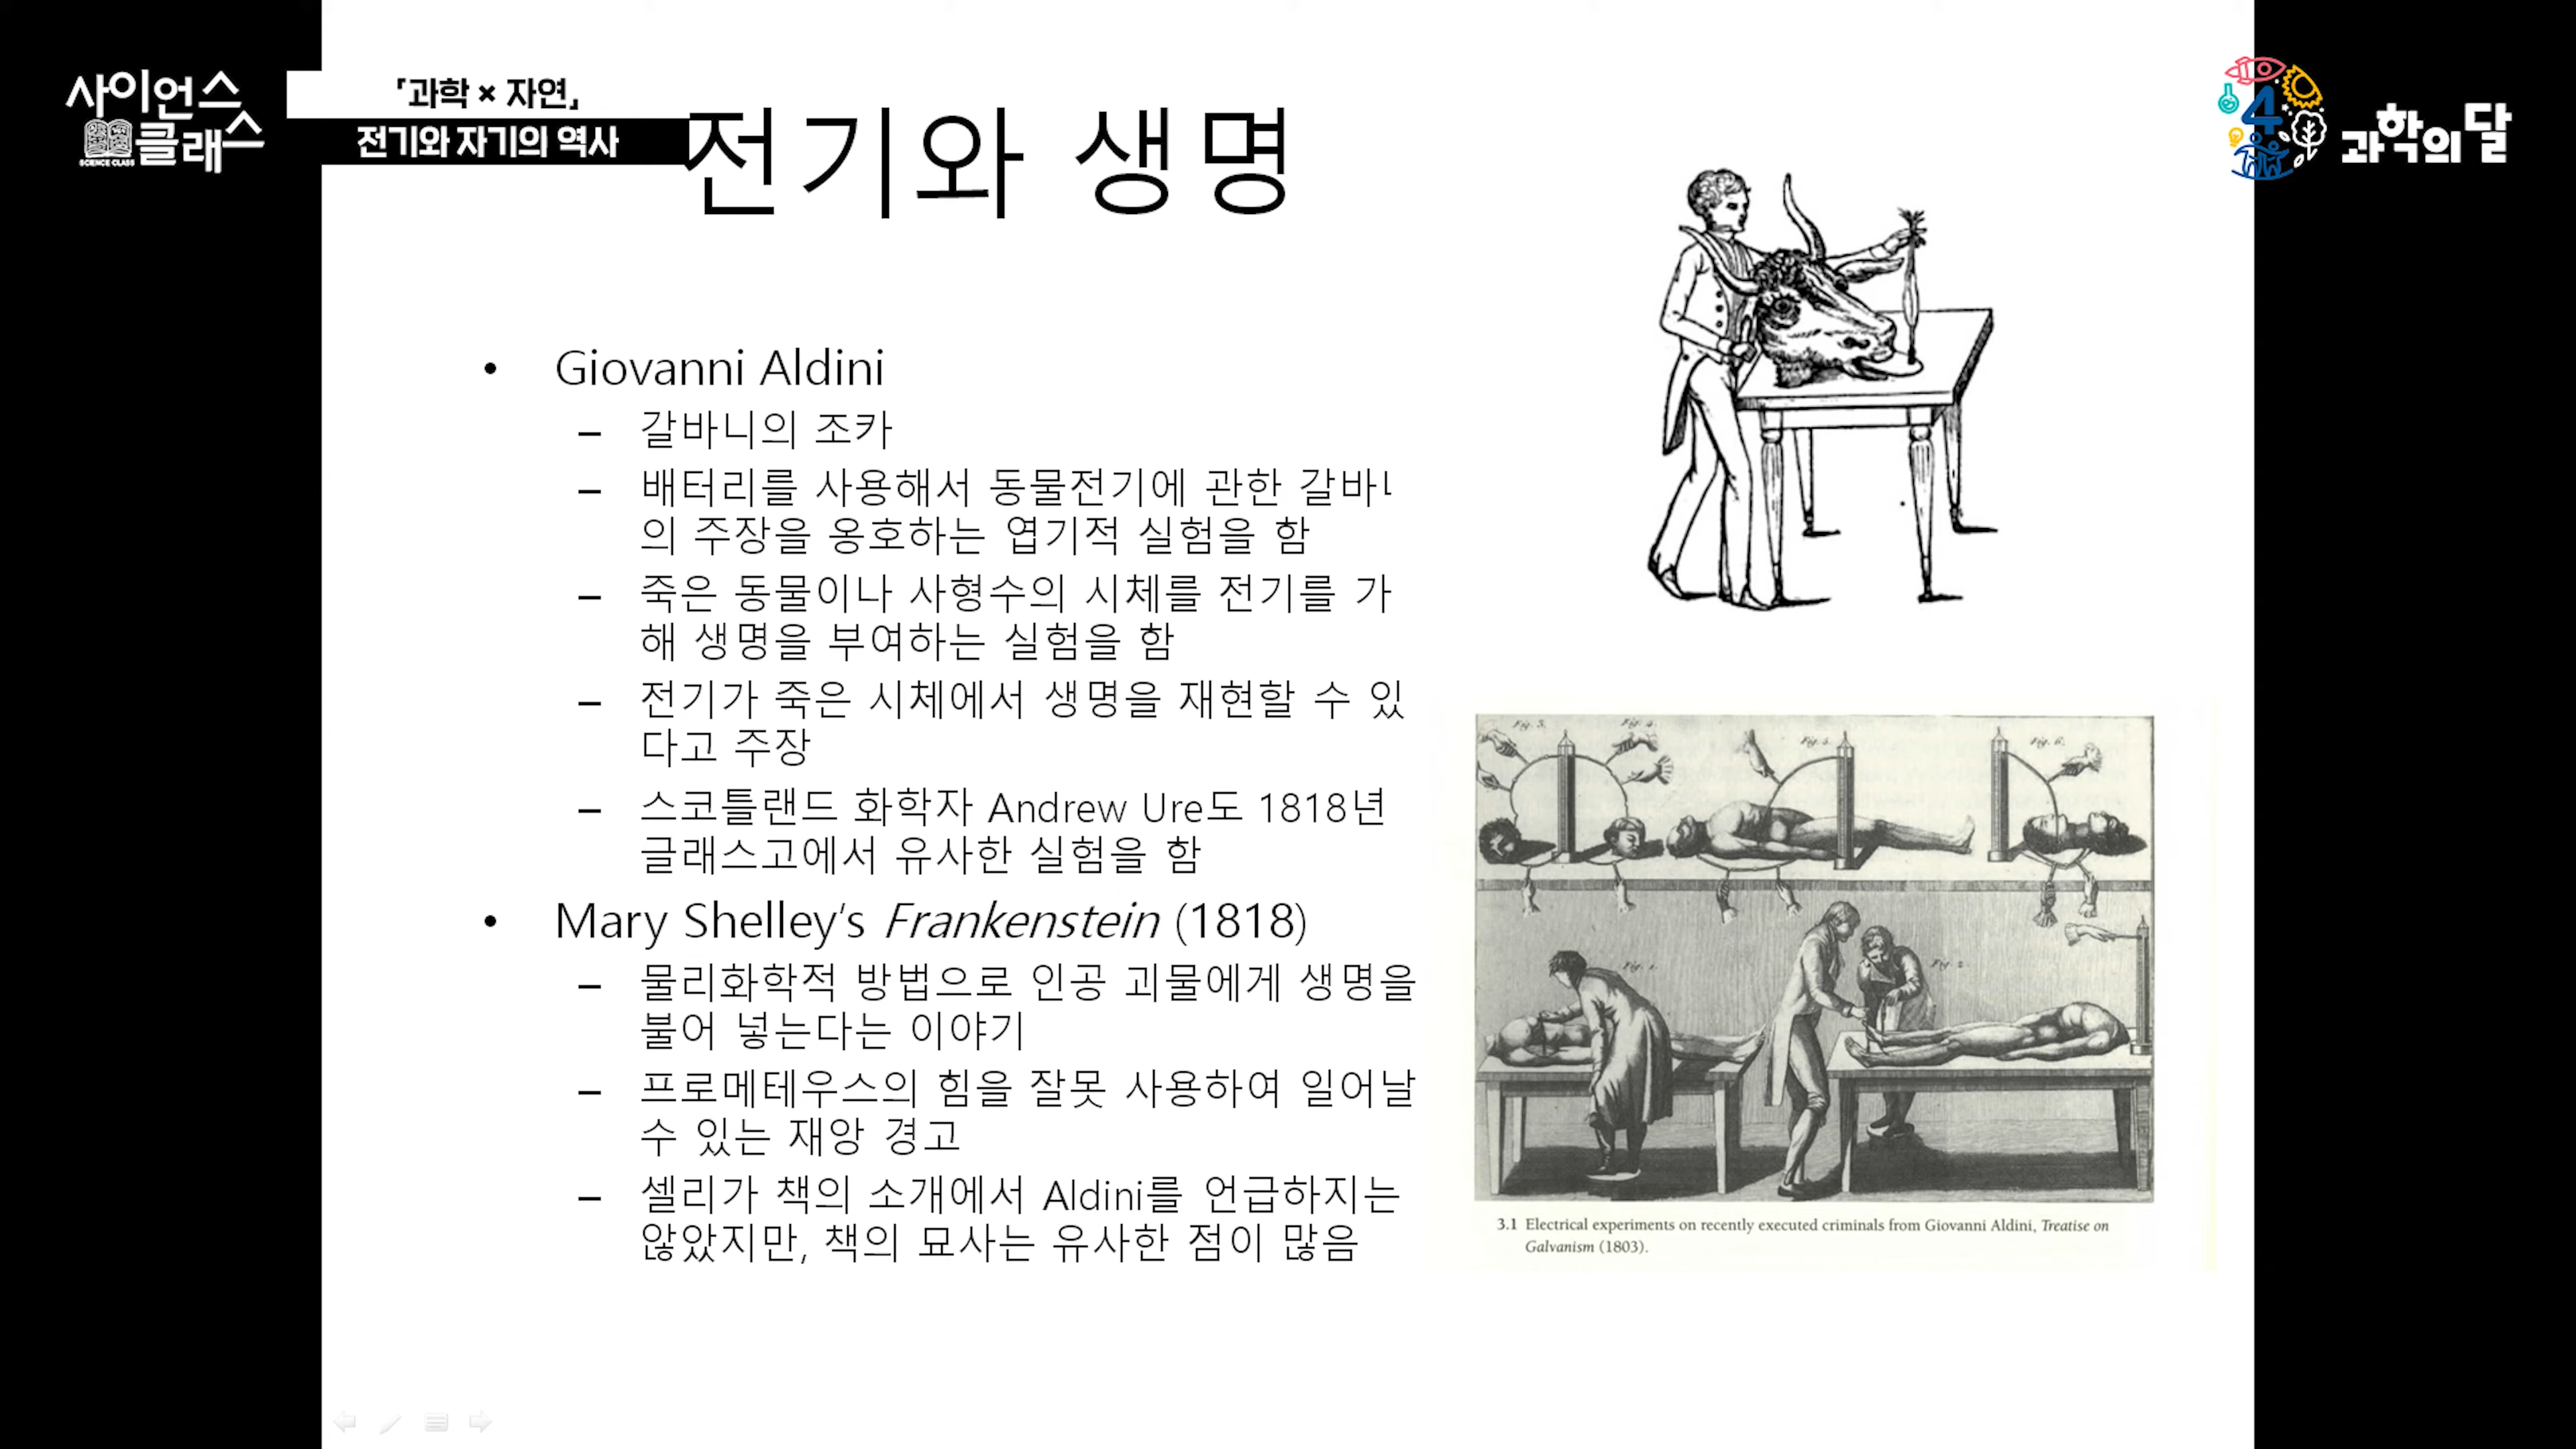 사이언스
클래스
SCIENCE CLASS
「과학 × 자연」
전기와 자기의 역사
전기와 생명
과학의 달
4
• Giovanni Aldini
– 갈바니의 조카
– 배터리를 사용해서 동물전기에 관한 갈바니
의 주장을 옹호하는 엽기적 실험을 함
– 죽은 동물이나 사형수의 시체를 전기를 가
해 생명을 부여하는 실험을 함
– 전기가 죽은 시체에서 생명을 재현할 수 있
다고 주장
– 스코틀랜드 화학자 Andrew Ure도 1818년
글래스고에서 유사한 실험을 함
• Mary Shelley's Frankenstein (1818)
– 물리화학적 방법으로 인공 괴물에게 생명을
불어 넣는다는 이야기
– 프로메테우스의 힘을 잘못 사용하여 일어날
수 있는 재앙 경고
– 셸리가 책의 소개에서 Aldini를 언급하지는
않았지만, 책의 묘사는 유사한 점이 많음
Fig. 3.
Fig. 4.
Fig. 5.
Fig. 6.
Fig. 1.
Fig. 2.
3.1 Electrical experiments on recently executed criminals from Giovanni Aldini, Treatise on
Galvanism (1803).